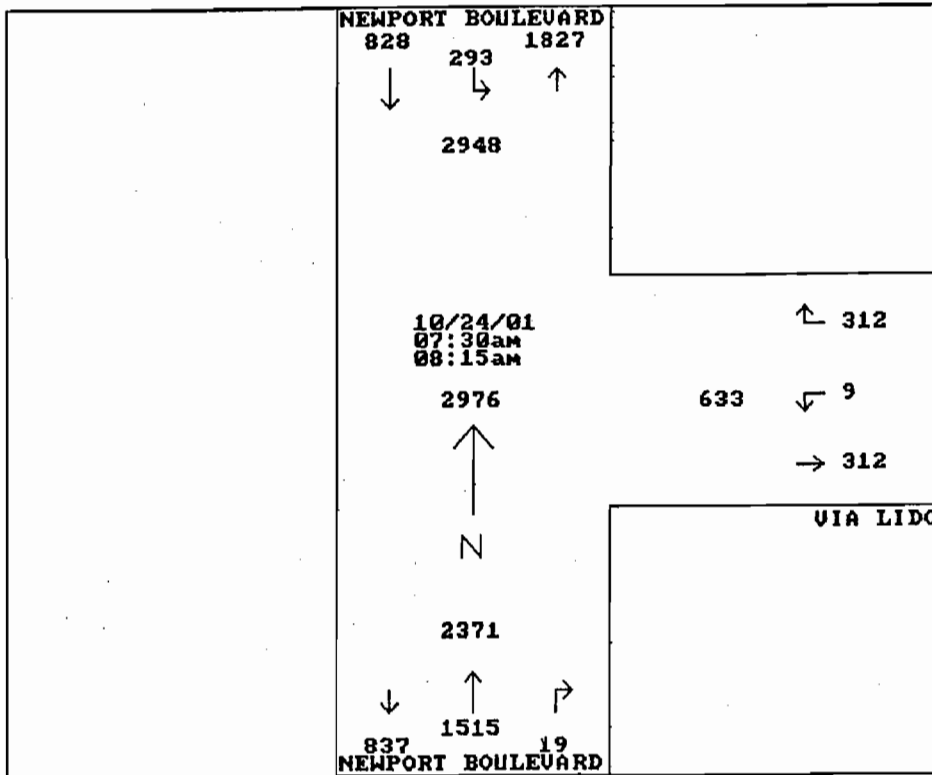 NEWPORT BOULEVARD
828 293 1827
2948
10/24/01
07:30am
08:15am
2976
312
633 9
312
VIA LIDO
N
2371
837 1515 19
NEWPORT BOULEVARD